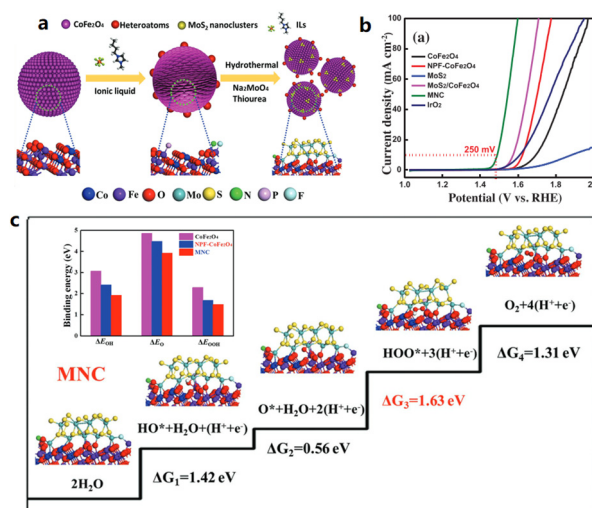 a
CoFe₂O₄
Heteroatoms
MoS₂ nanoclusters
ILs
Ionic liquid
Hydrothermal
Na₂MoO₄
Thiourea
Co Fe O Mo S N P F
b
(a)
Current density (mA cm⁻²)
100
80
60
40
20
0
CoFe₂O₄
NPF-CoFe₂O₄
MoS₂
MoS₂/CoFe₂O₄
MNC
IrO₂
250 mV
1.0 1.2 1.4 1.6 1.8
Potential (V vs. RHE)
c
Binding energy (eV)
5
4
3
2
1
0
CoFe₂O₄
NPF-CoFe₂O₄
MNC
ΔE_OH ΔE_O ΔE_OOH
MNC
2H₂O
ΔG₁=1.42 eV
HO*+H₂O+(H⁺+e⁻)
ΔG₂=0.56 eV
O*+H₂O+2(H⁺+e⁻)
ΔG₃=1.63 eV
HOO*+3(H⁺+e⁻)
ΔG₄=1.31 eV
O₂+4(H⁺+e⁻)